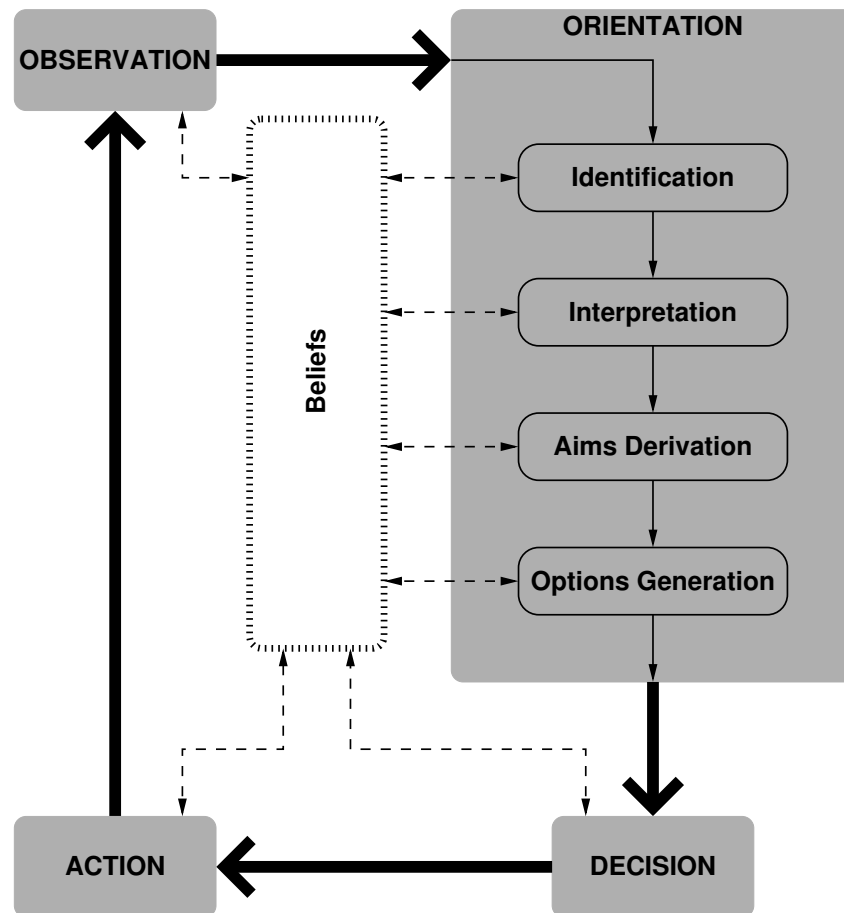 OBSERVATION
ORIENTATION
Identification
Interpretation
Beliefs
Aims Derivation
Options Generation
ACTION
DECISION